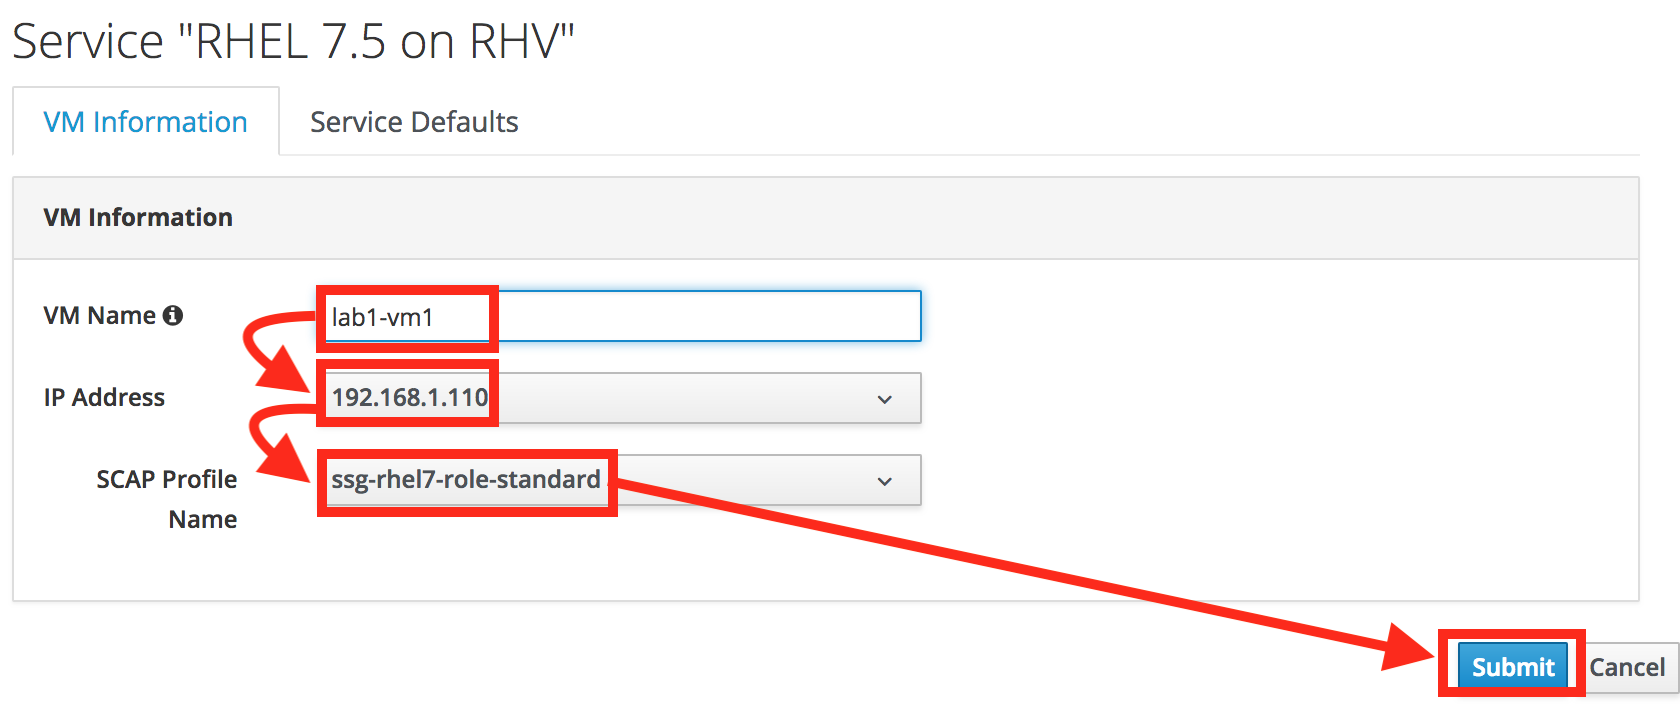 Service "RHEL 7.5 on RHV"
VM Information
Service Defaults
VM Information
VM Name
lab1-vm1
IP Address
192.168.1.110
SCAP Profile
Name
ssg-rhel7-role-standard
Submit
Cancel